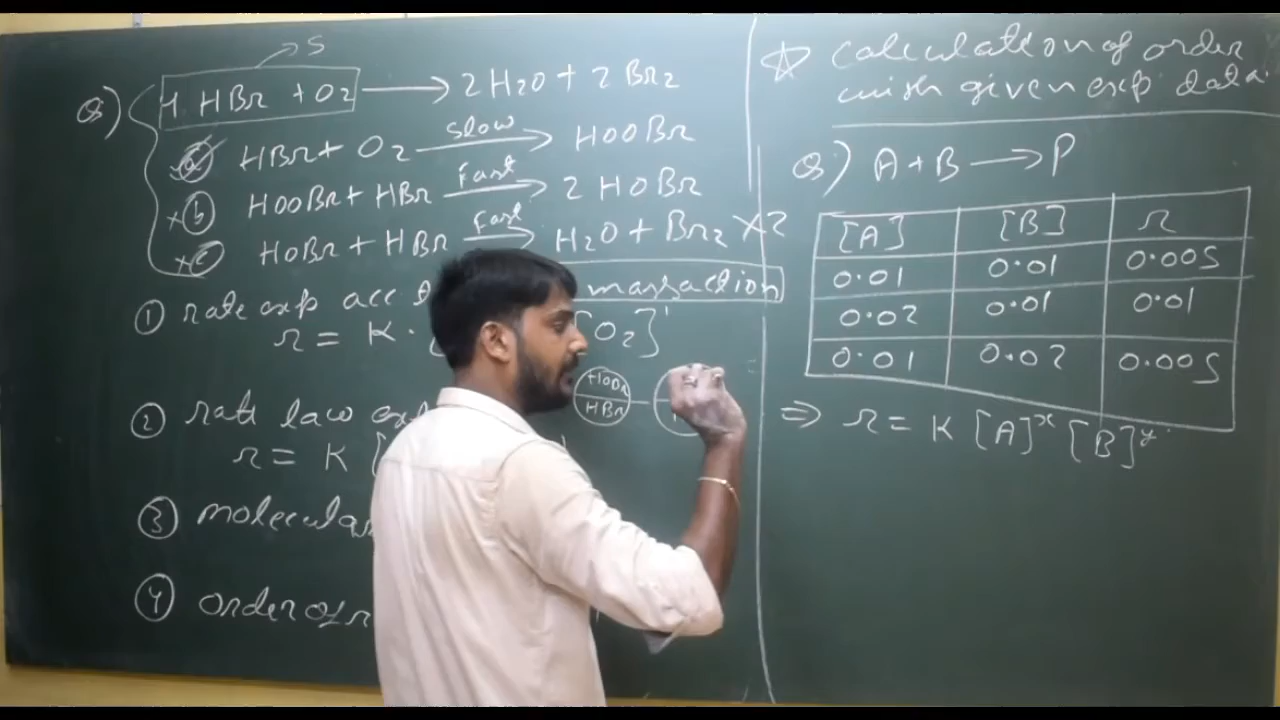 → S
Q) 4 HBr + O2 → 2 H2O + 2 Br2
(a) HBr + O2 slow → HOOBr
x (b) HOOBr + HBr Fast → 2 HOBr
x (c) HOBr + HBr Fast → H2O + Br2 x2
① rate exp acc mass action
r = K. [O2]¹
HOOBr
HBr
② rate law exp
r = K [
③ molecular
④ order of r
☆ Calculation of order
with given exp data
Q) A + B → P
[A] [B] r
0.01 0.01 0.005
0.02 0.01 0.01
0.01 0.02 0.005
⇒ r = K [A]ˣ [B]ʸ